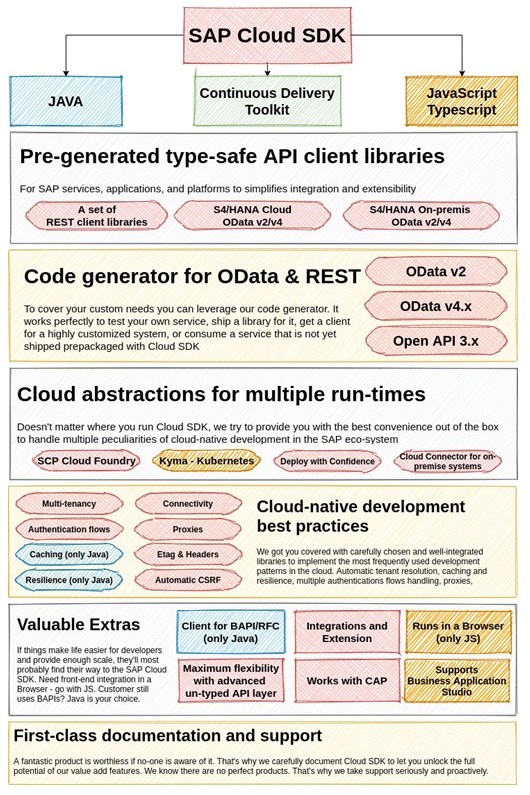 SAP Cloud SDK
JAVA
Continuous Delivery
Toolkit
JavaScript
Typescript
Pre-generated type-safe API client libraries
For SAP services, applications, and platforms to simplifies integration and extensibility
A set of
REST client libraries
S4/HANA Cloud
OData v2/v4
S4/HANA On-premis
OData v2/v4
Code generator for OData & REST
To cover your custom needs you can leverage our code generator. It
works perfectly to test your own service, ship a library for it, get a client
for a highly customized system, or consume a service that is not yet
shipped prepackaged with Cloud SDK
OData v2
OData v4.x
Open API 3.x
Cloud abstractions for multiple run-times
Doesn't matter where you run Cloud SDK, we try to provide you with the best convenience out of the box
to handle multiple peculiarities of cloud-native development in the SAP eco-system
SCP Cloud Foundry
Kyma - Kubernetes
Deploy with Confidence
Cloud Connector for on-
premise systems
Multi-tenancy
Connectivity
Authentication flows
Proxies
Caching (only Java)
Etag & Headers
Resilience (only Java)
Automatic CSRF
Cloud-native development
best practices
We got you covered with carefully chosen and well-integrated
libraries to implement the most frequently used development
patterns in the cloud. Automatic tenant resolution, caching and
resilience, multiple authentications flows handling, proxies,
Valuable Extras
If things make life easier for developers
and provide enough scale, they'll most
probably find their way to the SAP Cloud
SDK. Need front-end integration in a
Browser - go with JS. Customer still
uses BAPIs? Java is your choice.
Client for BAPI/RFC
(only Java)
Integrations and
Extension
Runs in a Browser
(only JS)
Maximum flexibility
with advanced
un-typed API layer
Works with CAP
Supports
Business Application
Studio
First-class documentation and support
A fantastic product is worthless if no-one is aware of it. That's why we carefully document Cloud SDK to let you unlock the full
potential of our value add features. We know there are no perfect products. That's why we take support seriously and proactively.